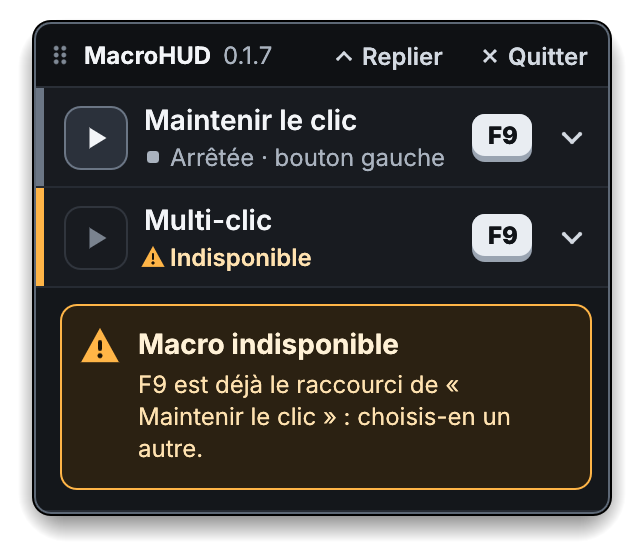 MacroHUD 0.1.7 Replier Quitter
Maintenir le clic
Arrêtée · bouton gauche
F9
Multi-clic
Indisponible
F9
Macro indisponible
F9 est déjà le raccourci de «
Maintenir le clic » : choisis-en un
autre.